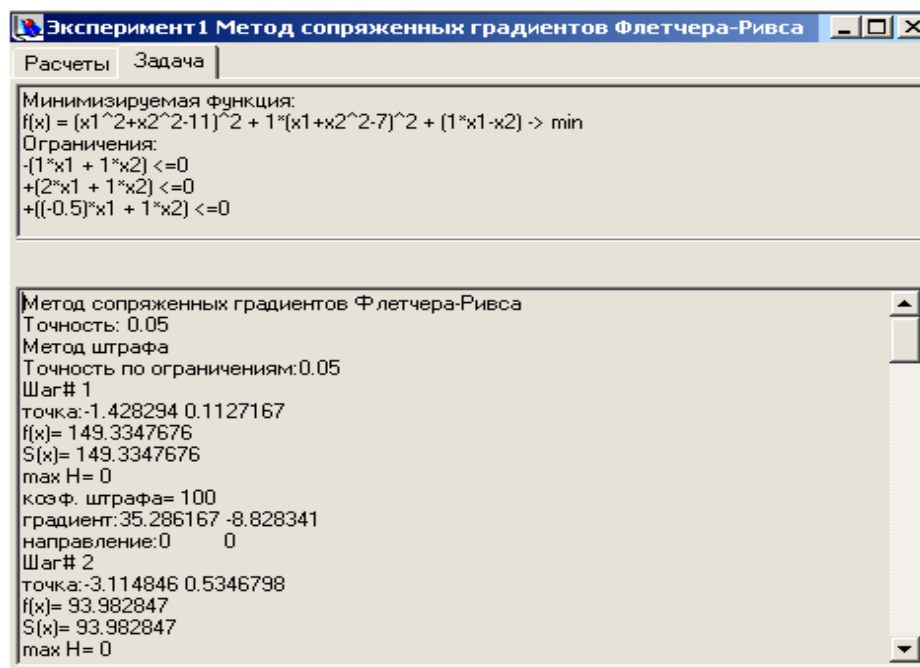 Эксперимент1 Метод сопряженных градиентов Флетчера-Ривса
Расчеты Задача
Минимизируемая функция:
f(x) = (x1^2+x2^2-11)^2 + 1*(x1+x2^2-7)^2 + (1*x1-x2) -> min
Ограничения:
-(1*x1 + 1*x2) <=0
+(2*x1 + 1*x2) <=0
+((-0.5)*x1 + 1*x2) <=0
Метод сопряженных градиентов Флетчера-Ривса
Точность: 0.05
Метод штрафа
Точность по ограничениям:0.05
Шаг# 1
точка:-1.428294 0.1127167
f(x)= 149.3347676
S(x)= 149.3347676
max H= 0
коэф. штрафа= 100
градиент:35.286167 -8.828341
направление:0 0
Шаг# 2
точка:-3.114846 0.5346798
f(x)= 93.982847
S(x)= 93.982847
max H= 0